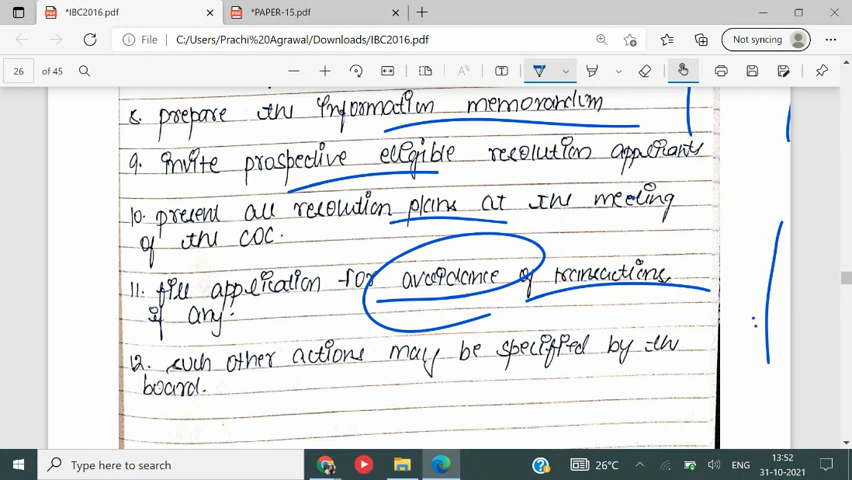 *IBC2016.pdf
*PAPER-15.pdf
File
C:/Users/Prachi%20Agrawal/Downloads/IBC2016.pdf
Not syncing
26 of 45
8. prepare the Information memorandum
9. invite prospective eligible resolution applicants
10. present all resolution plans at the meeting
of the COC.
11. fill application for avoidance of transactions,
if any.
12. such other actions may be specified by the
board.
Type here to search
26°C
ENG
13:52
31-10-2021